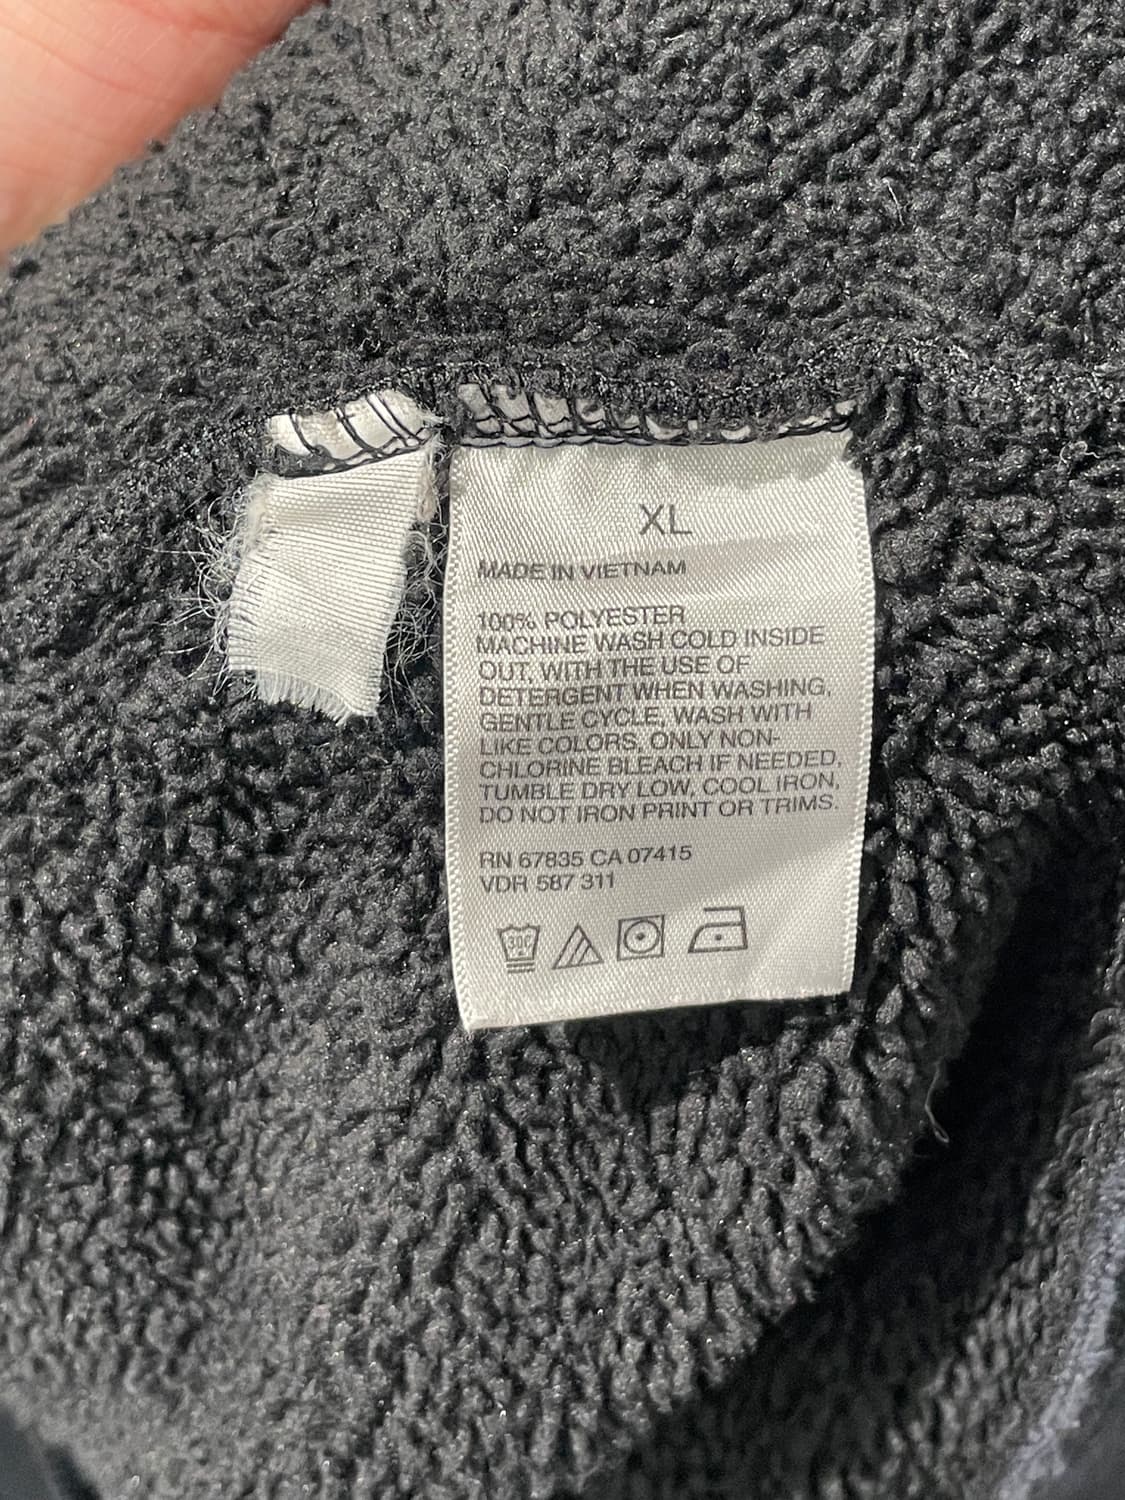 XL
MADE IN VIETNAM
100% POLYESTER
MACHINE WASH COLD INSIDE
OUT, WITH THE USE OF
DETERGENT WHEN WASHING,
GENTLE CYCLE, WASH WITH
LIKE COLORS, ONLY NON-
CHLORINE BLEACH IF NEEDED,
TUMBLE DRY LOW, COOL IRON,
DO NOT IRON PRINT OR TRIMS.
RN 67835 CA 07415
VDR 587 311
30C